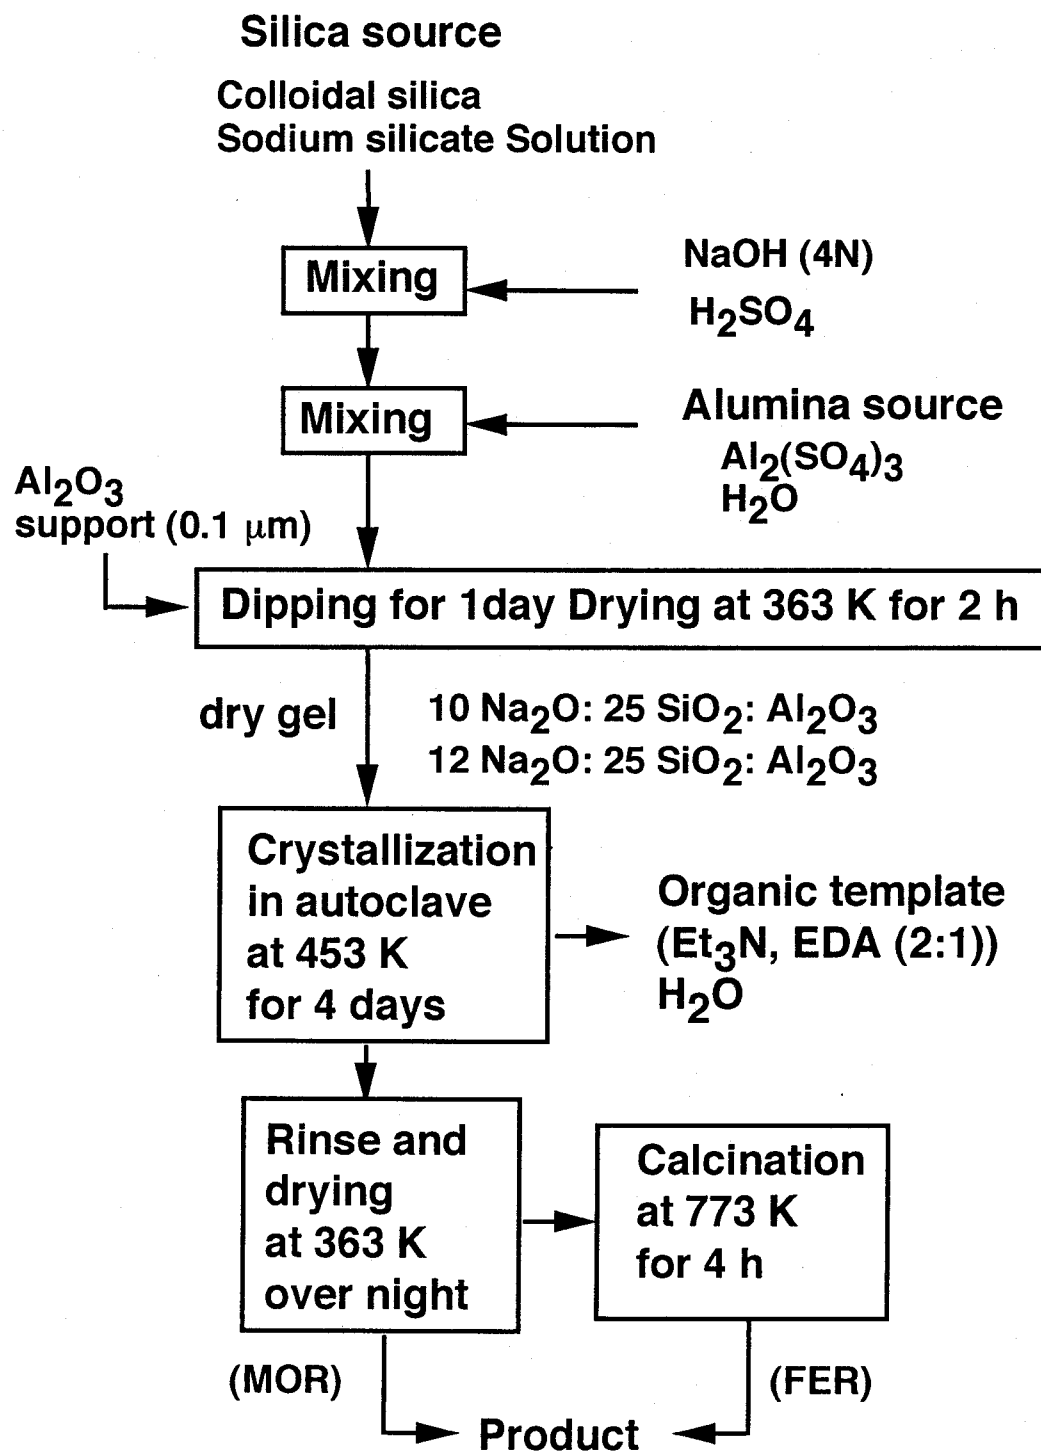 Silica source
Colloidal silica
Sodium silicate Solution
Mixing
NaOH (4N)
H₂SO₄
Mixing
Alumina source
Al₂(SO₄)₃
H₂O
Al₂O₃
support (0.1 μm)
Dipping for 1day Drying at 363 K for 2 h
dry gel
10 Na₂O: 25 SiO₂: Al₂O₃
12 Na₂O: 25 SiO₂: Al₂O₃
Crystallization
in autoclave
at 453 K
for 4 days
Organic template
(Et₃N, EDA (2:1))
H₂O
Rinse and
drying
at 363 K
over night
Calcination
at 773 K
for 4 h
(MOR)
(FER)
Product